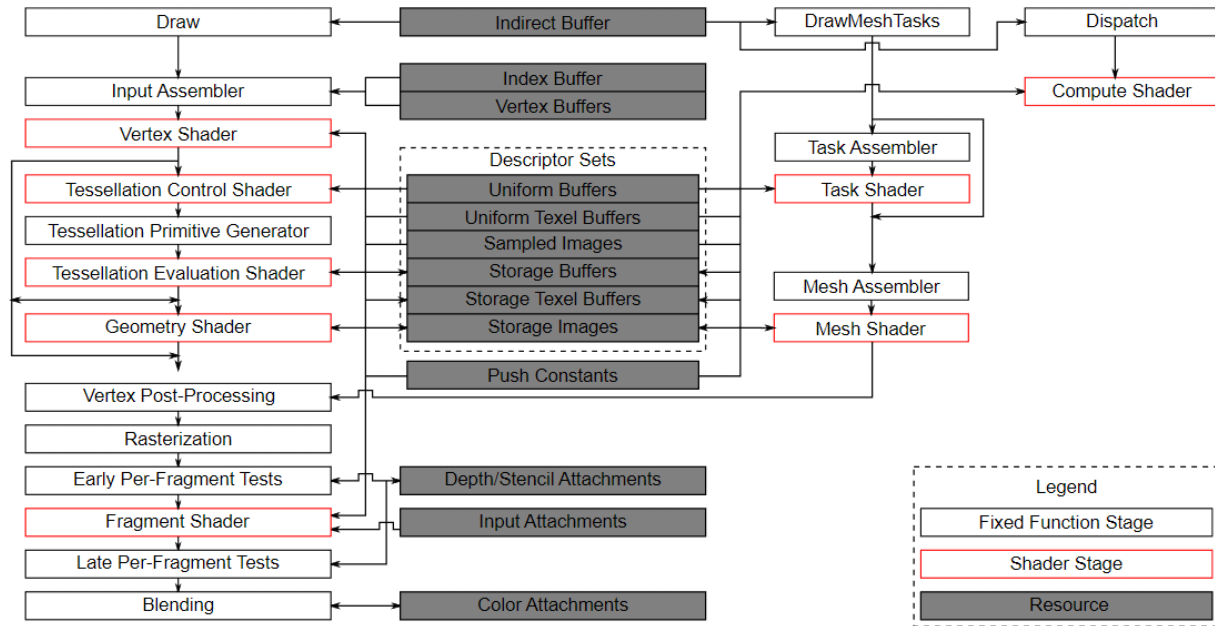 Draw
Indirect Buffer
DrawMeshTasks
Dispatch
Input Assembler
Index Buffer
Vertex Buffers
Compute Shader
Vertex Shader
Task Assembler
Descriptor Sets
Tessellation Control Shader
Uniform Buffers
Task Shader
Tessellation Primitive Generator
Uniform Texel Buffers
Sampled Images
Tessellation Evaluation Shader
Storage Buffers
Mesh Assembler
Storage Texel Buffers
Geometry Shader
Storage Images
Mesh Shader
Push Constants
Vertex Post-Processing
Rasterization
Early Per-Fragment Tests
Depth/Stencil Attachments
Legend
Fragment Shader
Input Attachments
Fixed Function Stage
Late Per-Fragment Tests
Shader Stage
Blending
Color Attachments
Resource